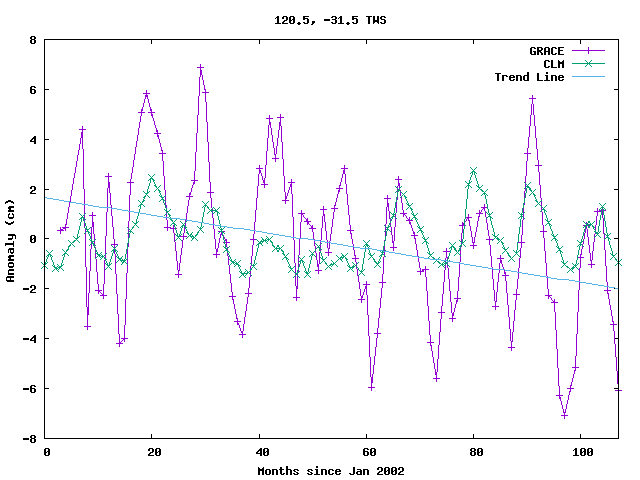 120.5, -31.5 TWS
GRACE
CLM
Trend Line
8
6
4
2
0
-2
-4
-6
-8
Anomaly (cm)
0 20 40 60 80 100
Months since Jan 2002